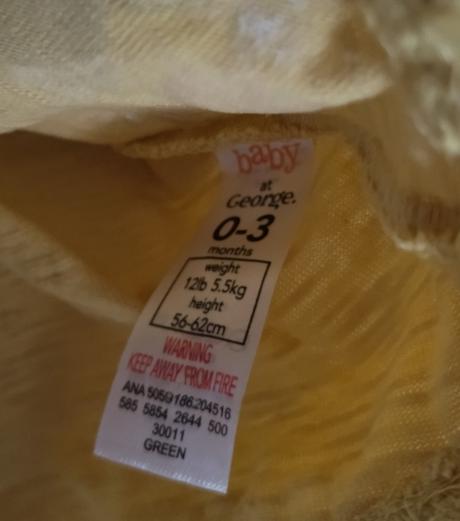 baby
at
George.
0-3
months
weight
12lb 5.5kg
height
56-62cm
WARNING
KEEP AWAY FROM FIRE
ANA 5059186204516
585 5854 2644 500
30011
GREEN